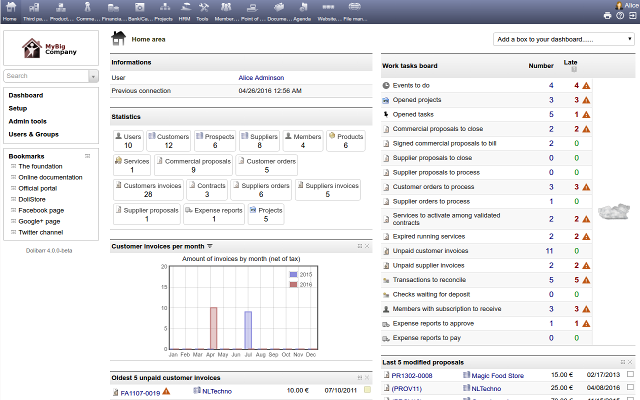 Home Third pa... Product... Comme... Financia... Bank/Ca... Projects HRM Tools Member... Point of ... Docume... Agenda Website... File man...
Alice
MyBig
Company
Search
Dashboard
Setup
Admin tools
Users & Groups
Bookmarks
The foundation
Online documentation
Official portal
DoliStore
Facebook page
Google+ page
Twitter channel
Dolibarr 4.0.0-beta
Home area
Add a box to your dashboard......
Informations
User Alice Adminson
Previous connection 04/26/2016 12:56 AM
Statistics
Users
10
Customers
12
Prospects
6
Suppliers
8
Members
4
Products
6
Services
1
Commercial proposals
9
Customer orders
5
Customers invoices
28
Contracts
3
Suppliers orders
6
Suppliers invoices
5
Supplier proposals
1
Expense reports
1
Projects
5
Customer invoices per month
Amount of invoices by month (net of tax)
20
15
10
5
0
2015
2016
Jan Feb Mar Apr May Jun Jul Aug Sep Oct Nov Dec
Oldest 5 unpaid customer invoices
FA1107-0019 NLTechno 10.00 € 07/10/2011
Work tasks board Number Late
Events to do 4 4
Opened projects 3 3
Opened tasks 5 1
Commercial proposals to close 2 2
Signed commercial proposals to bill 2 0
Supplier proposals to close 0 0
Supplier proposals to process 0 0
Customer orders to process 3 3
Supplier orders to process 1 0
Services to activate among validated
contracts 2 2
Expired running services 2 2
Unpaid customer invoices 11 0
Unpaid supplier invoices 2 2
Transactions to reconcile 5 5
Checks waiting for deposit 0 0
Members with subscription to receive 3 3
Expense reports to approve 1 1
Expense reports to pay 0 0
Last 5 modified proposals
PR1302-0008 Magic Food Store 15.00 € 02/17/2013
(PROV11) NLTechno 25.00 € 04/08/2016